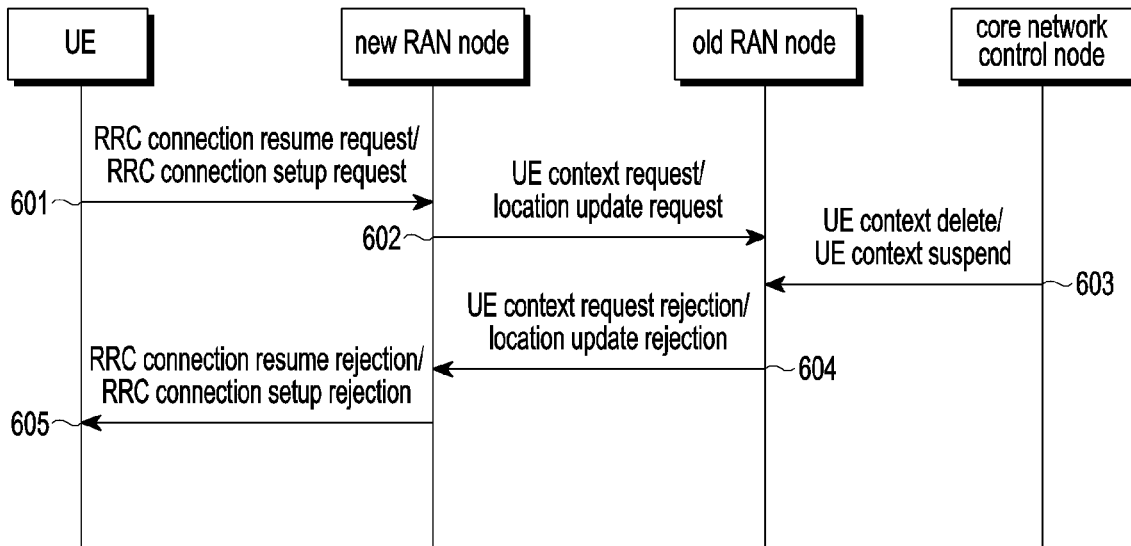 UE
new RAN node
old RAN node
core network
control node
RRC connection resume request/
RRC connection setup request
601
UE context request/
location update request
602
UE context delete/
UE context suspend
603
UE context request rejection/
location update rejection
604
RRC connection resume rejection/
RRC connection setup rejection
605